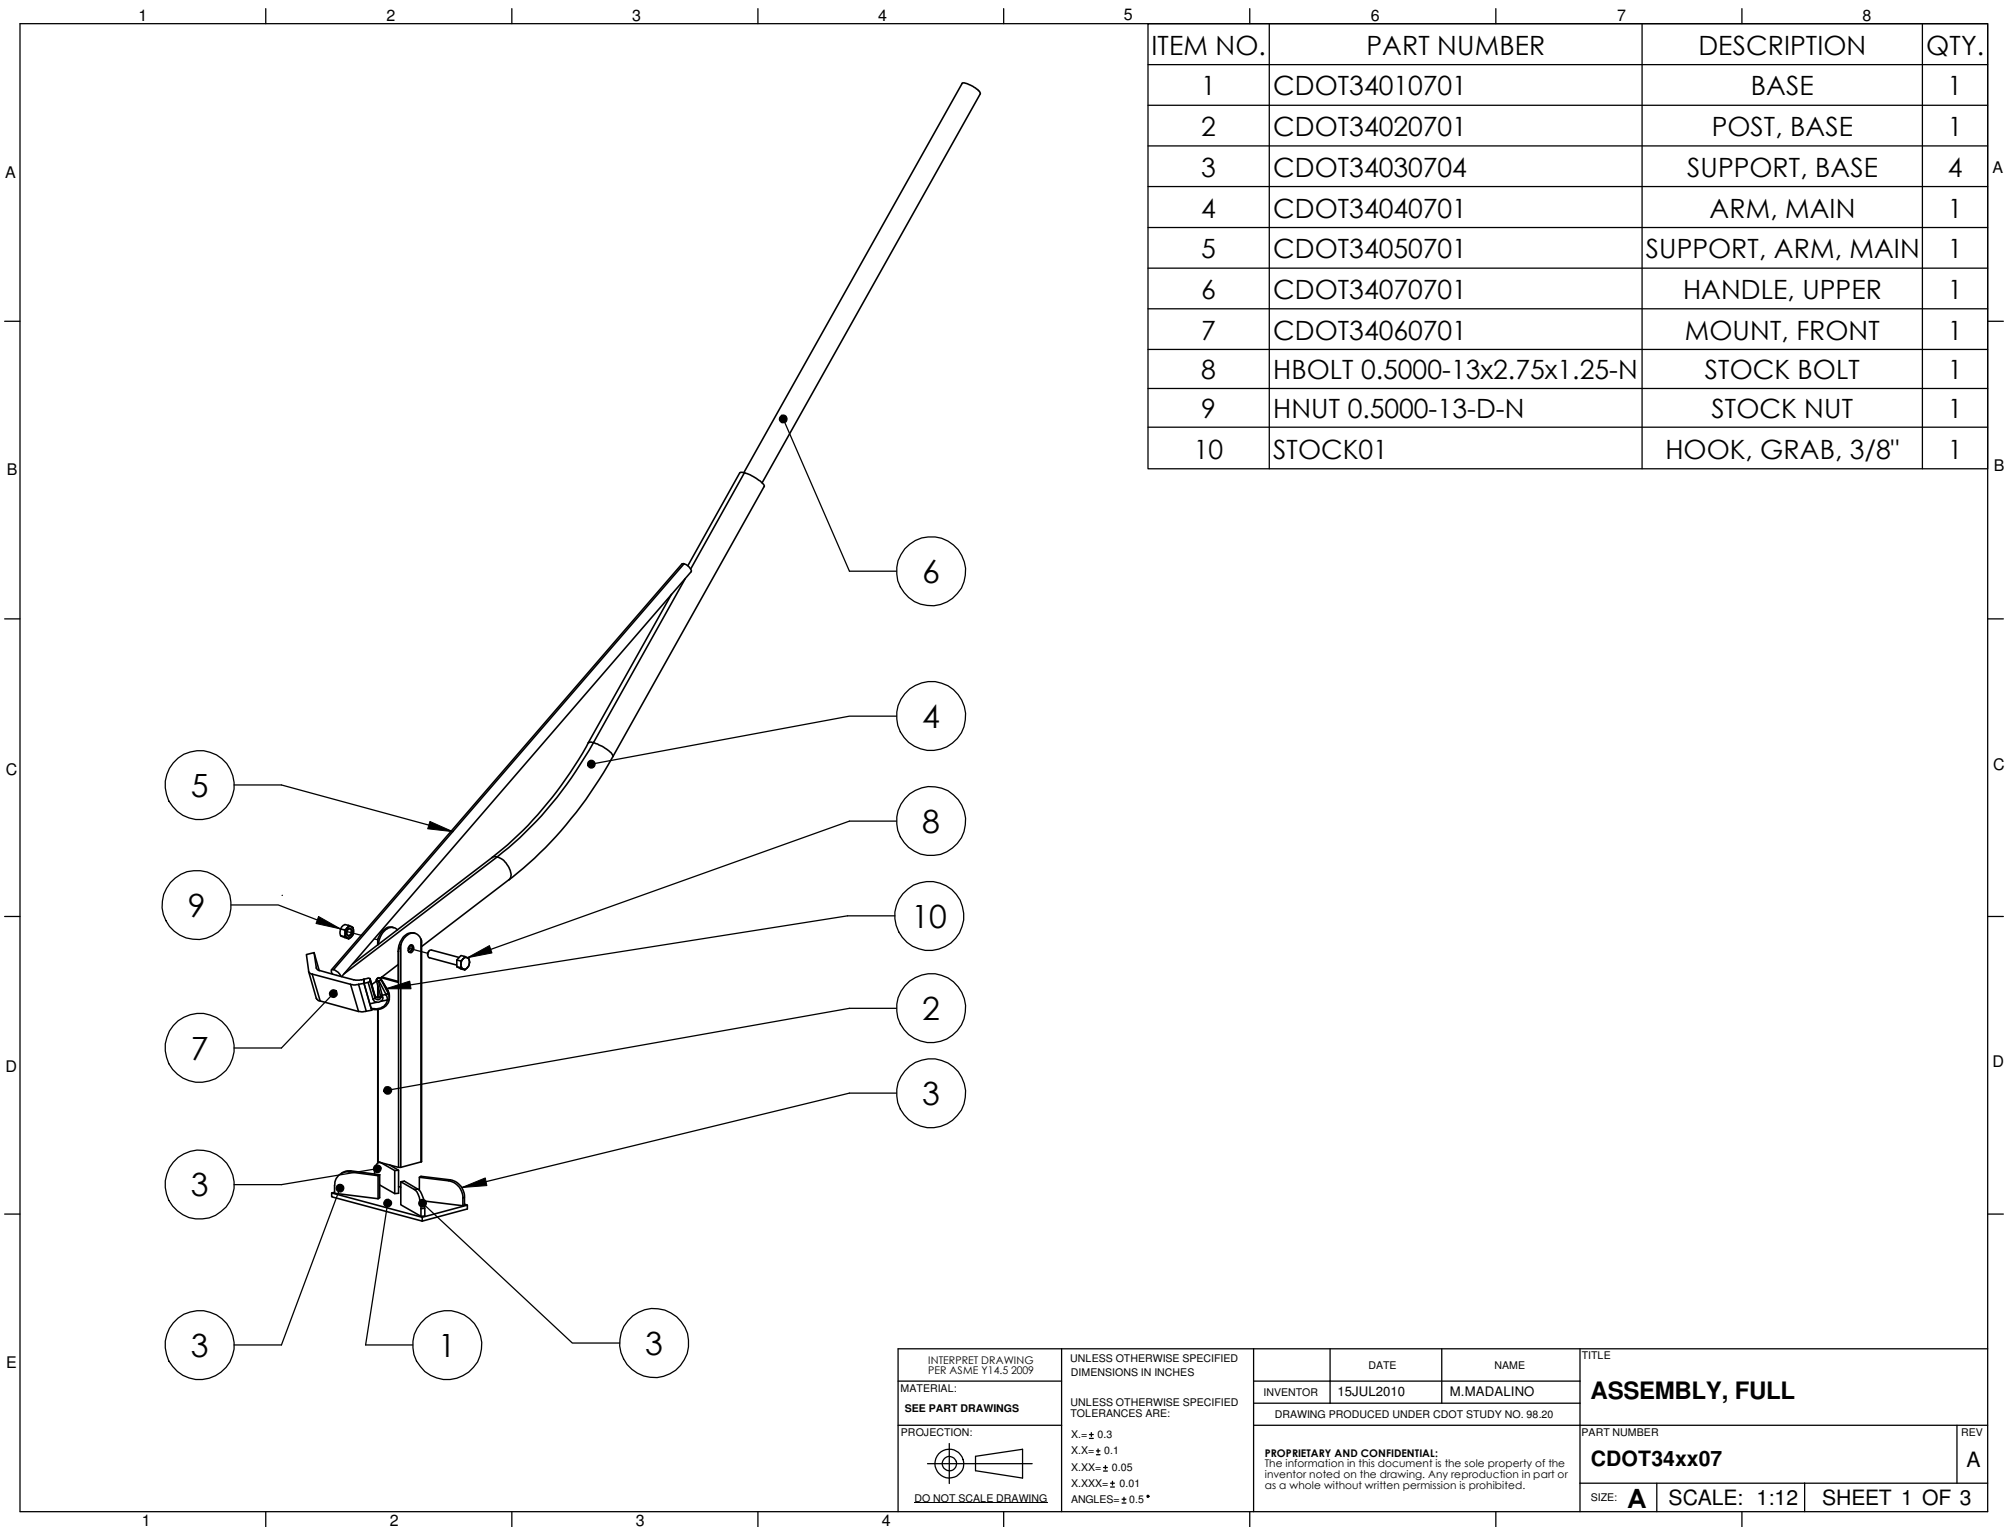 1 2 3 4 5 6 7 8
ITEM NO. PART NUMBER DESCRIPTION QTY.
1 CDOT34010701 BASE 1
2 CDOT34020701 POST, BASE 1
3 CDOT34030704 SUPPORT, BASE 4
4 CDOT34040701 ARM, MAIN 1
5 CDOT34050701 SUPPORT, ARM, MAIN 1
6 CDOT34070701 HANDLE, UPPER 1
7 CDOT34060701 MOUNT, FRONT 1
8 HBOLT 0.5000-13x2.75x1.25-N STOCK BOLT 1
9 HNUT 0.5000-13-D-N STOCK NUT 1
10 STOCK01 HOOK, GRAB, 3/8" 1
A A
B B
6
4
C C
5
8
9
10
2
7
D D
3
3
3 1 3
E
INTERPRET DRAWING
PER ASME Y14.5 2009
MATERIAL:
SEE PART DRAWINGS
PROJECTION:
DO NOT SCALE DRAWING
UNLESS OTHERWISE SPECIFIED
DIMENSIONS IN INCHES
UNLESS OTHERWISE SPECIFIED
TOLERANCES ARE:
X.=± 0.3
X.X=± 0.1
X.XX=± 0.05
X.XXX=± 0.01
ANGLES=± 0.5°
DATE NAME
INVENTOR 15JUL2010 M.MADALINO
DRAWING PRODUCED UNDER CDOT STUDY NO. 98.20
PROPRIETARY AND CONFIDENTIAL:
The information in this document is the sole property of the
inventor noted on the drawing. Any reproduction in part or
as a whole without written permission is prohibited.
TITLE
ASSEMBLY, FULL
PART NUMBER REV
CDOT34xx07 A
SIZE: A SCALE: 1:12 SHEET 1 OF 3
1 2 3 4